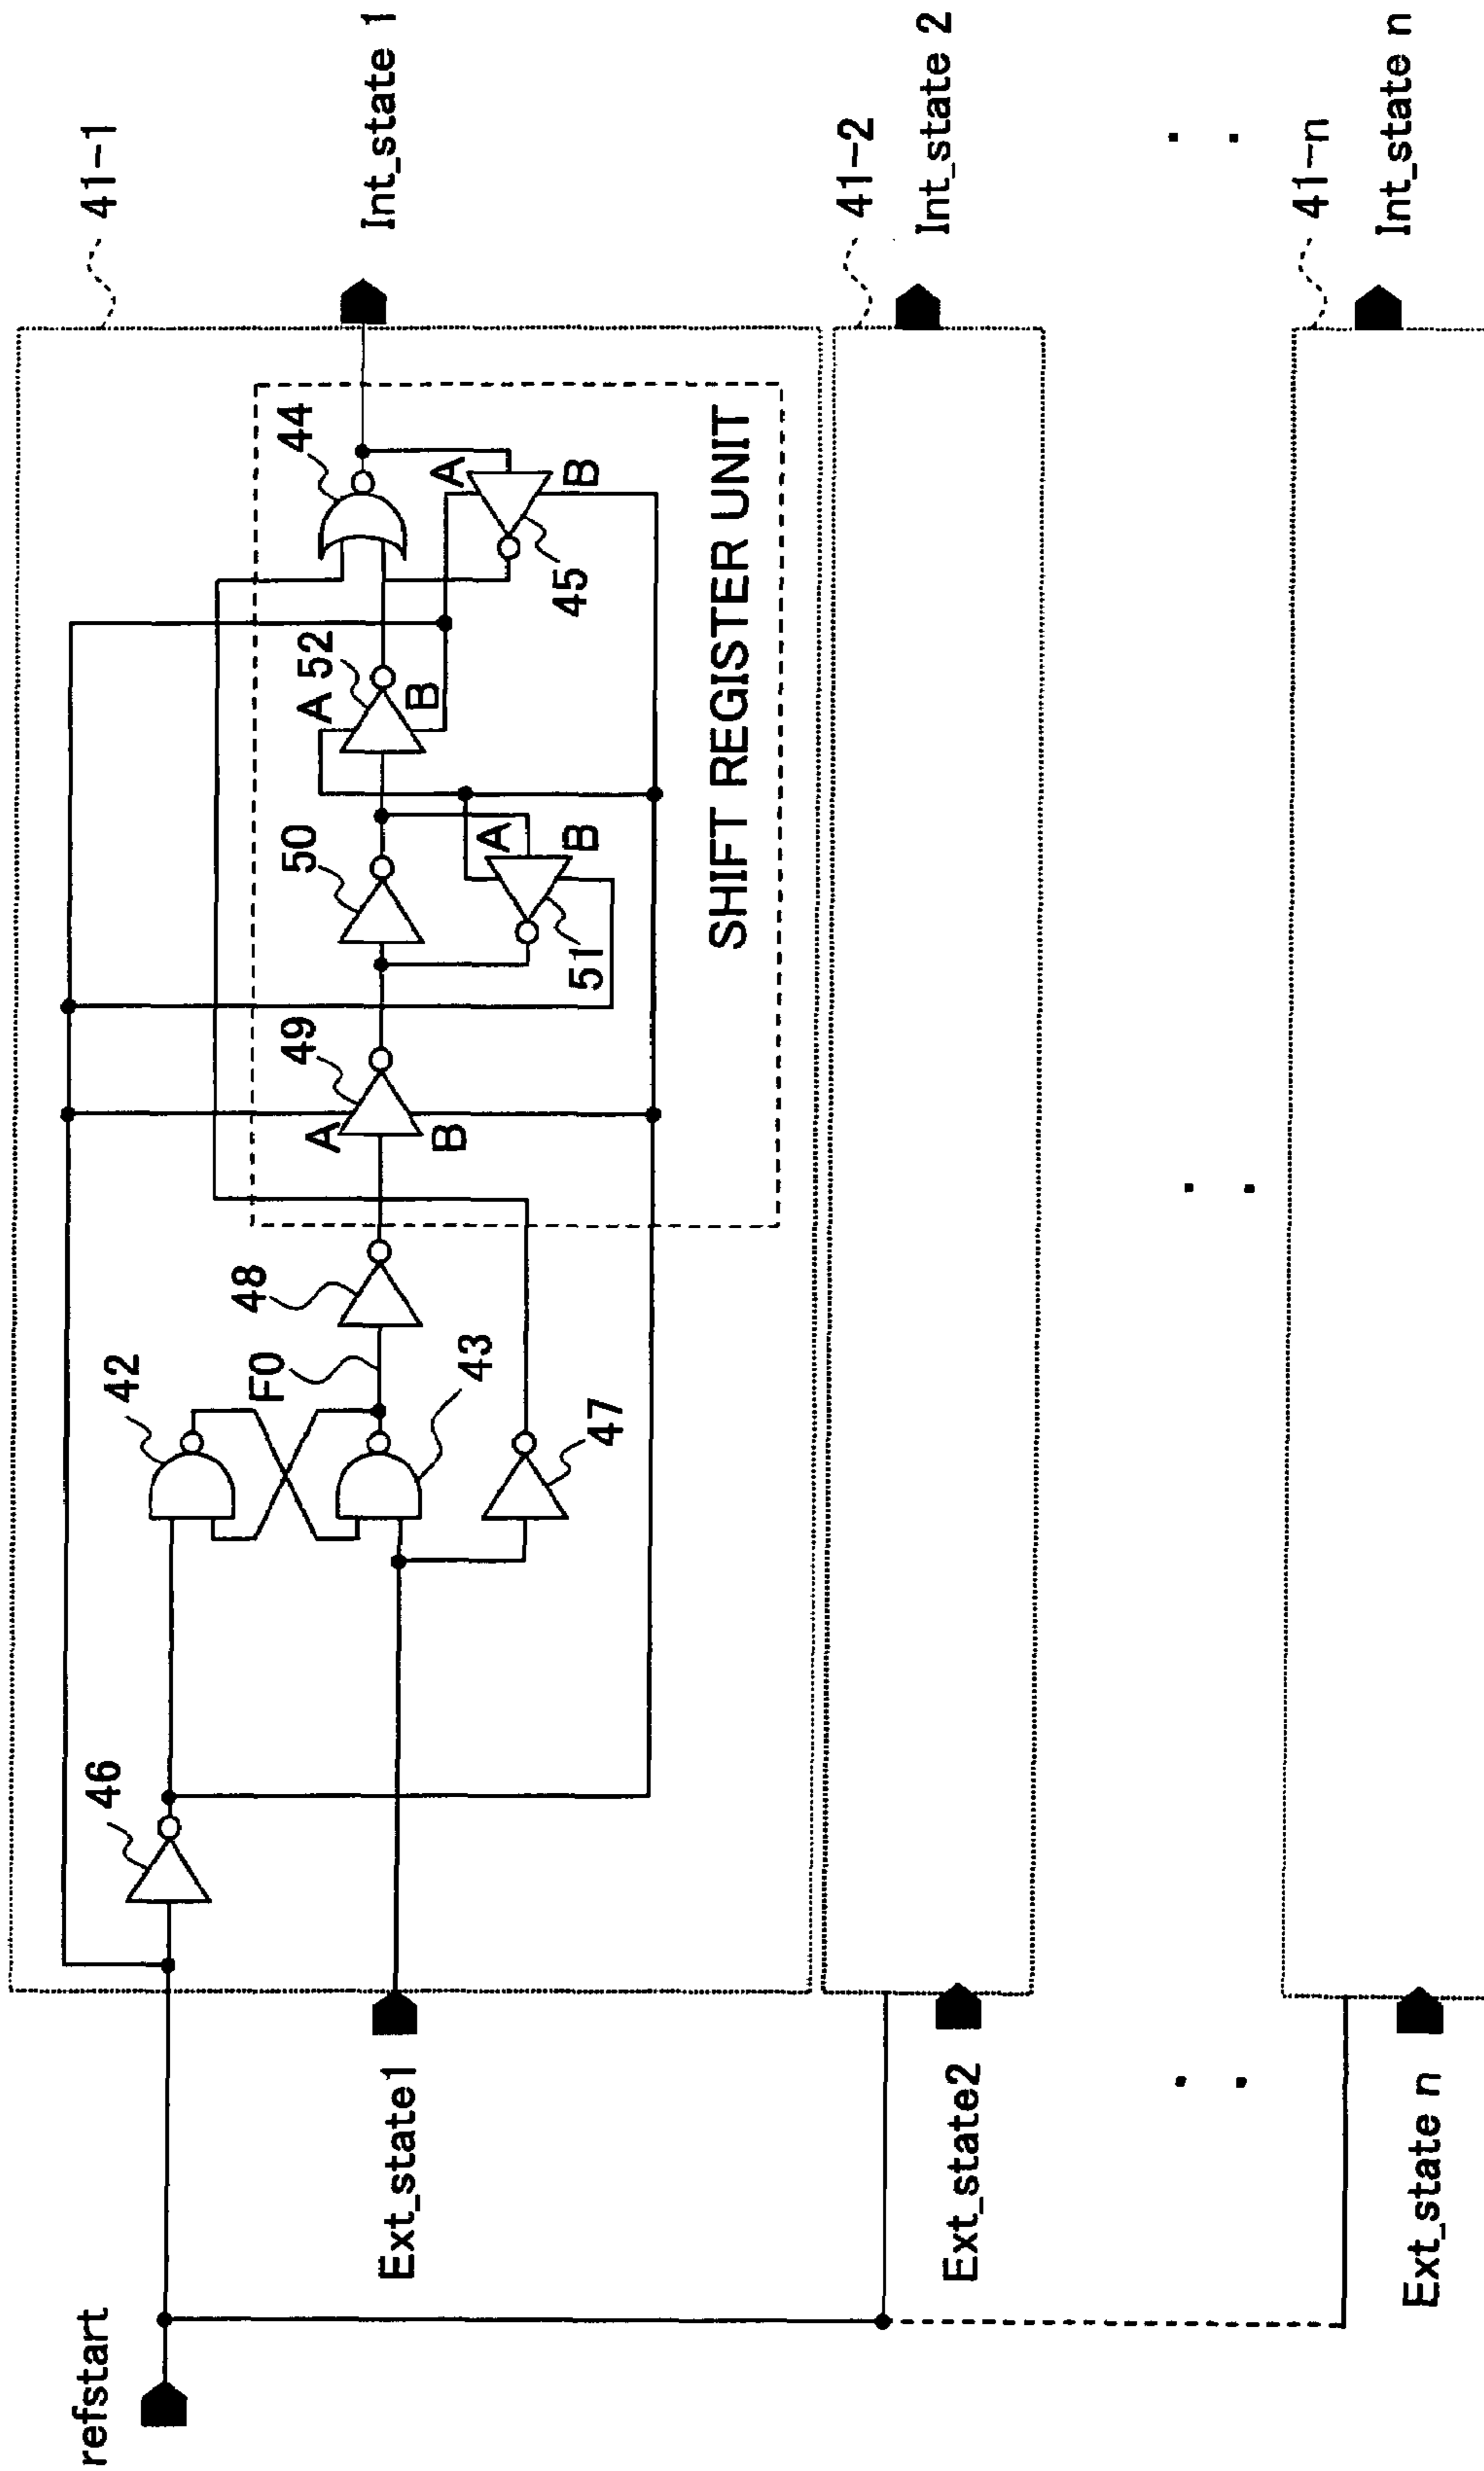 refstart
Ext_state1
Ext_state2
Ext_state n
46
42
F0
43
47
48
49
A
B
50
51
A
B
52
A
B
44
45
A
B
SHIFT REGISTER UNIT
41-1
Int_state 1
41-2
Int_state 2
41-n
Int_state n